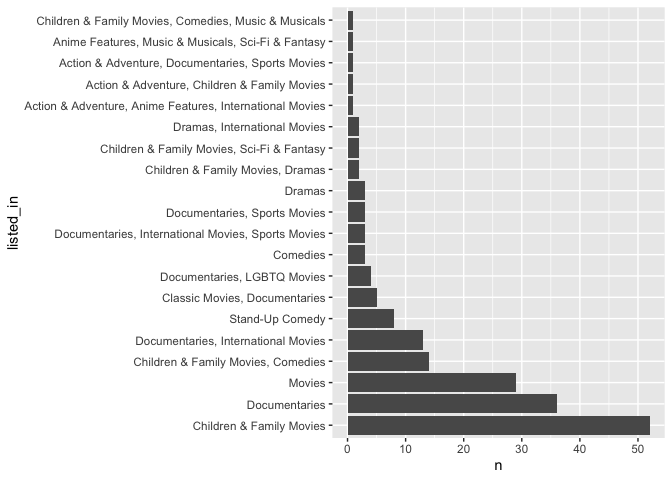 Children & Family Movies, Comedies, Music & Musicals
Anime Features, Music & Musicals, Sci-Fi & Fantasy
Action & Adventure, Documentaries, Sports Movies
Action & Adventure, Children & Family Movies
Action & Adventure, Anime Features, International Movies
Dramas, International Movies
Children & Family Movies, Sci-Fi & Fantasy
Children & Family Movies, Dramas
Dramas
Documentaries, Sports Movies
Documentaries, International Movies, Sports Movies
Comedies
Documentaries, LGBTQ Movies
Classic Movies, Documentaries
Stand-Up Comedy
Documentaries, International Movies
Children & Family Movies, Comedies
Movies
Documentaries
Children & Family Movies
listed_in
0 10 20 30 40 50
n